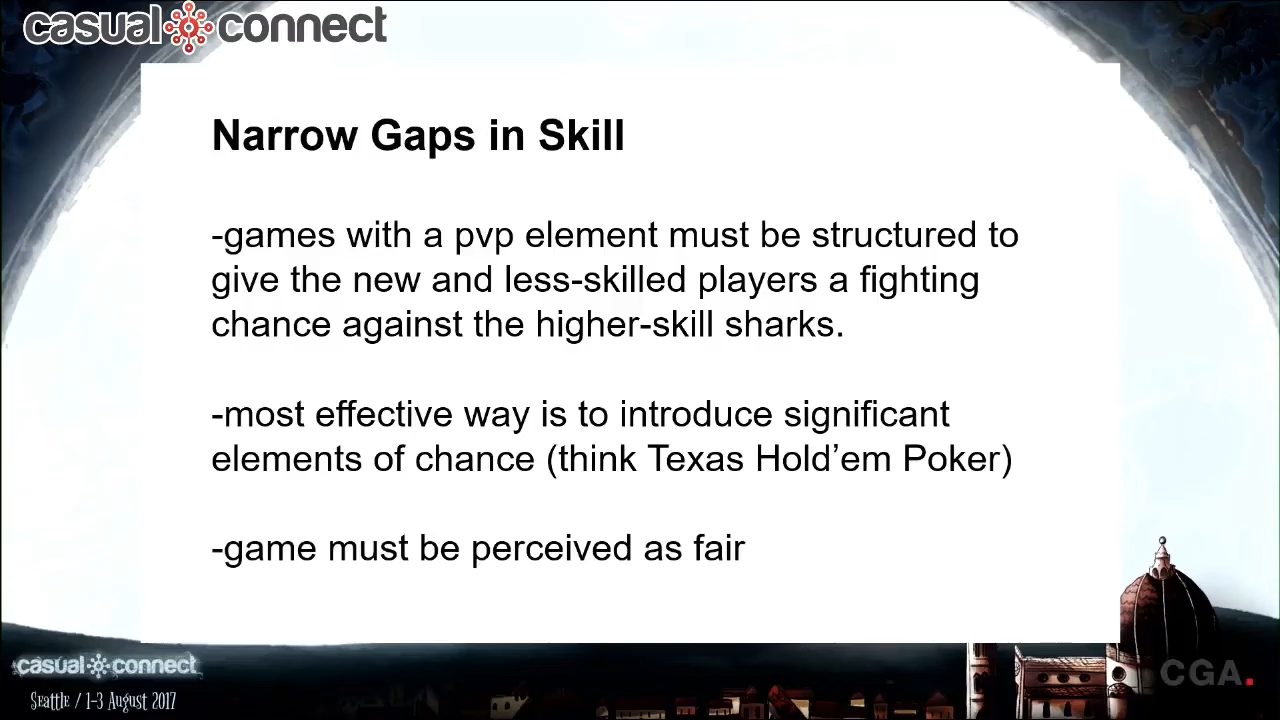 casual connect
Narrow Gaps in Skill
-games with a pvp element must be structured to
give the new and less-skilled players a fighting
chance against the higher-skill sharks.
-most effective way is to introduce significant
elements of chance (think Texas Hold’em Poker)
-game must be perceived as fair
casual connect
Seattle / 1-3 August 2017
CGA.